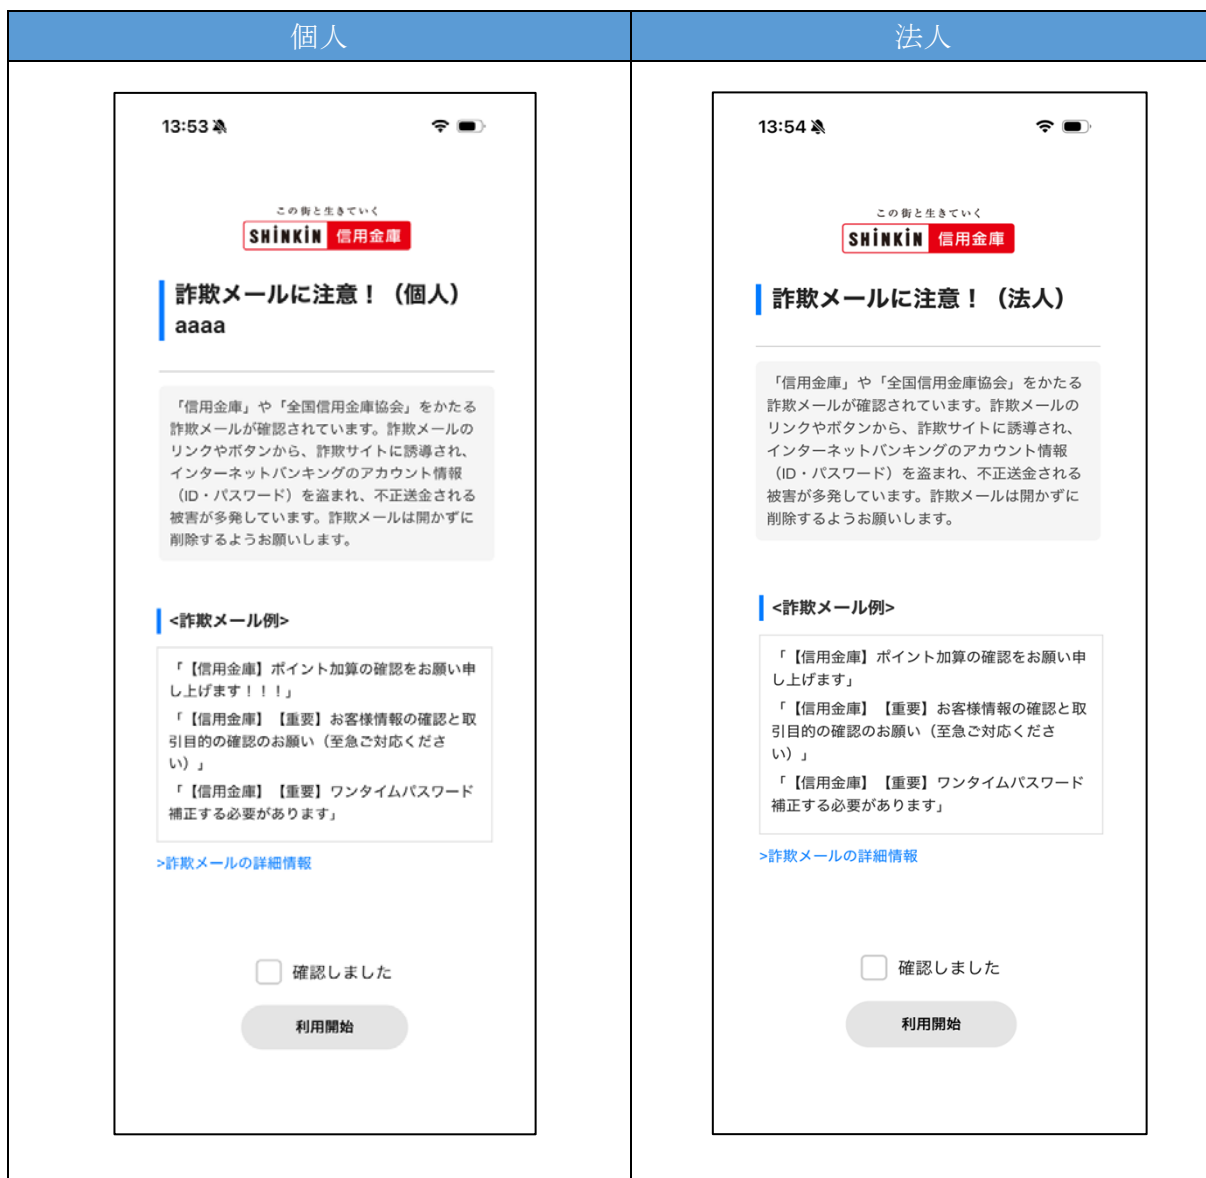 個人
13:53
この街と生きていく
SHiNKiN 信用金庫
詐欺メールに注意！（個人）
aaaa
「信用金庫」や「全国信用金庫協会」をかたる
詐欺メールが確認されています。詐欺メールの
リンクやボタンから、詐欺サイトに誘導され、
インターネットバンキングのアカウント情報
（ID・パスワード）を盗まれ、不正送金される
被害が多発しています。詐欺メールは開かずに
削除するようお願いします。
<詐欺メール例>
「【信用金庫】ポイント加算の確認をお願い申
し上げます！！！」
「【信用金庫】【重要】お客様情報の確認と取
引目的の確認のお願い（至急ご対応くださ
い）」
「【信用金庫】【重要】ワンタイムパスワード
補正する必要があります」
>詐欺メールの詳細情報
確認しました
利用開始
法人
13:54
この街と生きていく
SHiNKiN 信用金庫
詐欺メールに注意！（法人）
「信用金庫」や「全国信用金庫協会」をかたる
詐欺メールが確認されています。詐欺メールの
リンクやボタンから、詐欺サイトに誘導され、
インターネットバンキングのアカウント情報
（ID・パスワード）を盗まれ、不正送金される
被害が多発しています。詐欺メールは開かずに
削除するようお願いします。
<詐欺メール例>
「【信用金庫】ポイント加算の確認をお願い申
し上げます」
「【信用金庫】【重要】お客様情報の確認と取
引目的の確認のお願い（至急ご対応くださ
い）」
「【信用金庫】【重要】ワンタイムパスワード
補正する必要があります」
>詐欺メールの詳細情報
確認しました
利用開始